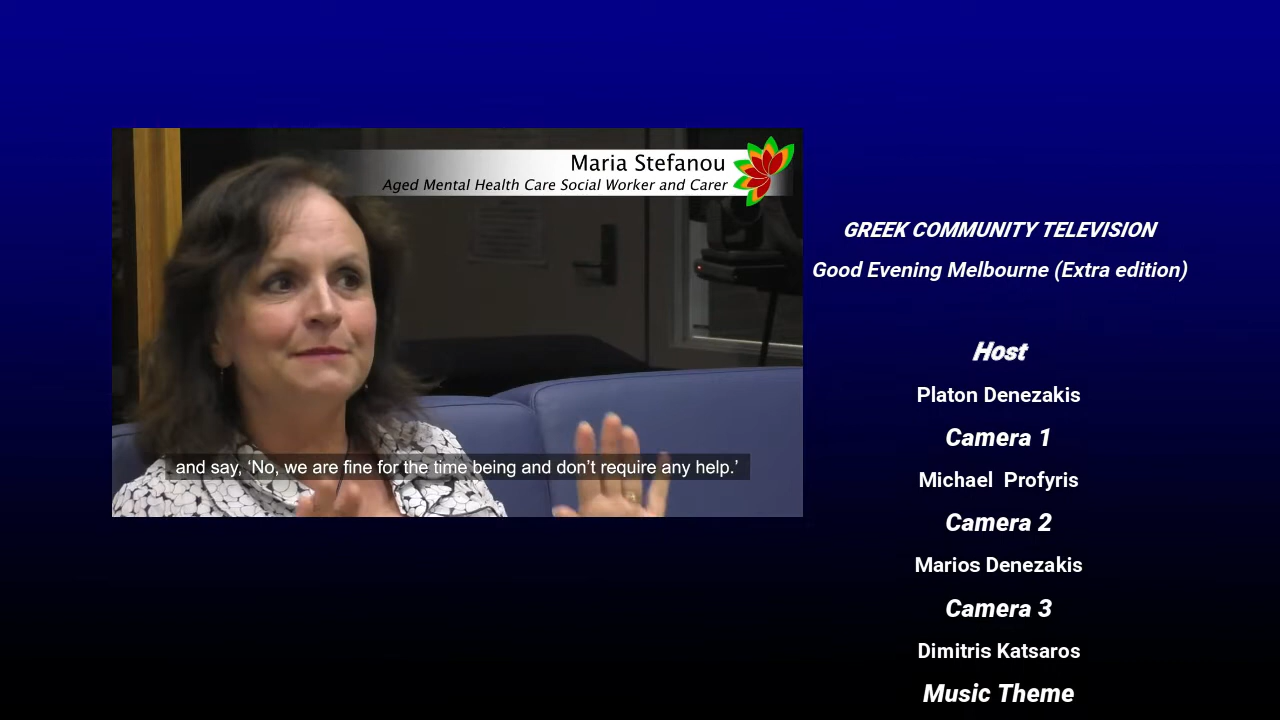 Maria Stefanou
Aged Mental Health Care Social Worker and Carer
and say, ‘No, we are fine for the time being and don’t require any help.’
GREEK COMMUNITY TELEVISION
Good Evening Melbourne (Extra edition)
Host
Platon Denezakis
Camera 1
Michael  Profyris
Camera 2
Marios Denezakis
Camera 3
Dimitris Katsaros
Music Theme